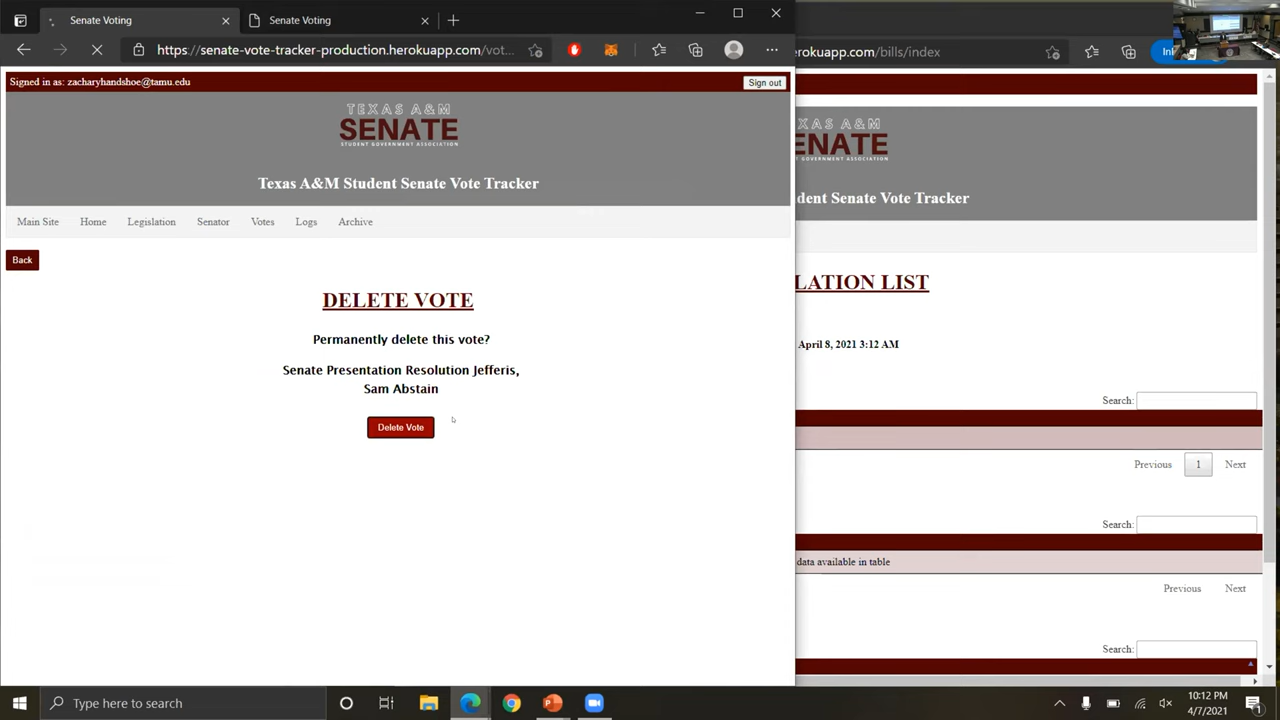 Senate Voting
Senate Voting
https://senate-vote-tracker-production.herokuapp.com/vot...
erokuapp.com/bills/index
Signed in as: zacharyhandshoe@tamu.edu
Sign out
TEXAS A&M
SENATE
STUDENT GOVERNMENT ASSOCIATION
XAS A&M
ENATE
GOVERNMENT ASSOCIATION
Texas A&M Student Senate Vote Tracker
dent Senate Vote Tracker
Main Site Home Legislation Senator Votes Logs Archive
Back
DELETE VOTE
LATION LIST
Permanently delete this vote?
April 8, 2021 3:12 AM
Senate Presentation Resolution Jefferis,
Sam Abstain
Search:
Delete Vote
Previous 1 Next
Search:
data available in table
Previous Next
Search:
Type here to search
10:12 PM
4/7/2021